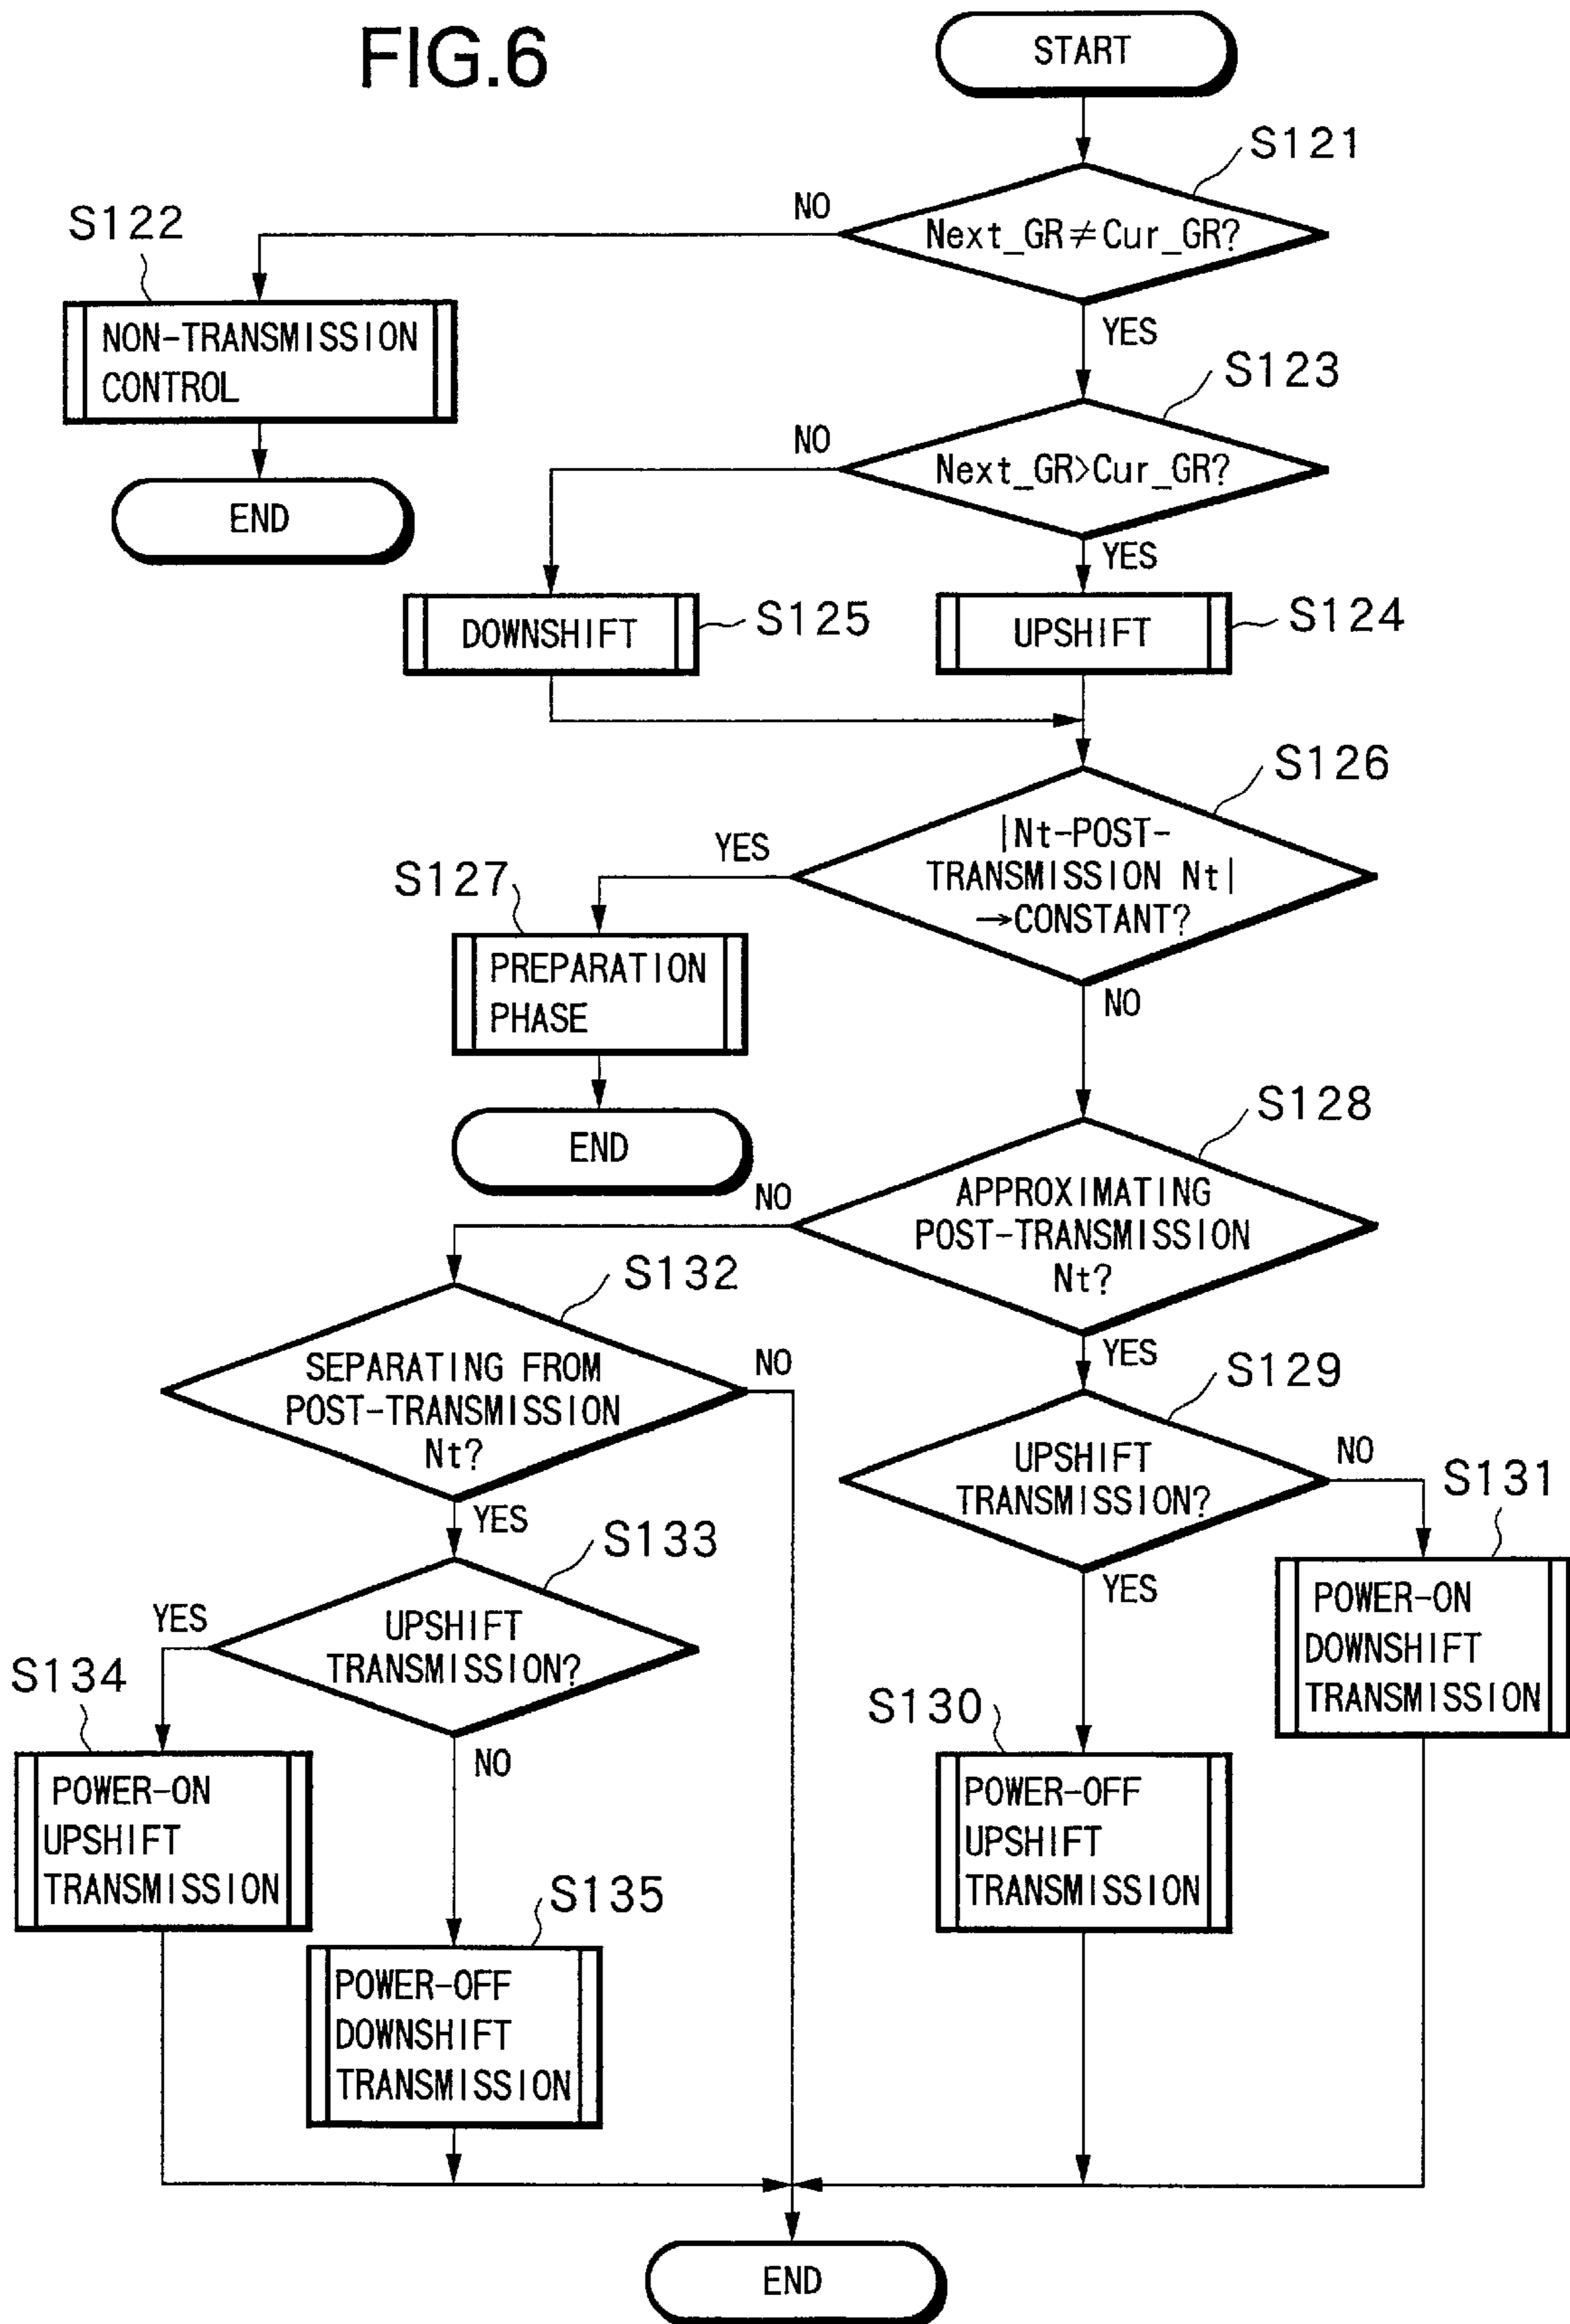 FIG.6
START
S121
Next_GR≠Cur_GR?
NO
YES
S122
NON-TRANSMISSION
CONTROL
END
S123
Next_GR>Cur_GR?
NO
YES
DOWNSHIFT
S125
UPSHIFT
S124
S126
|Nt-POST-
TRANSMISSION Nt|
→CONSTANT?
YES
NO
S127
PREPARATION
PHASE
END
S128
APPROXIMATING
POST-TRANSMISSION
Nt?
NO
YES
S132
SEPARATING FROM
POST-TRANSMISSION
Nt?
NO
YES
S129
UPSHIFT
TRANSMISSION?
NO
YES
S131
POWER-ON
DOWNSHIFT
TRANSMISSION
S133
UPSHIFT
TRANSMISSION?
YES
NO
S134
POWER-ON
UPSHIFT
TRANSMISSION
S130
POWER-OFF
UPSHIFT
TRANSMISSION
S135
POWER-OFF
DOWNSHIFT
TRANSMISSION
END